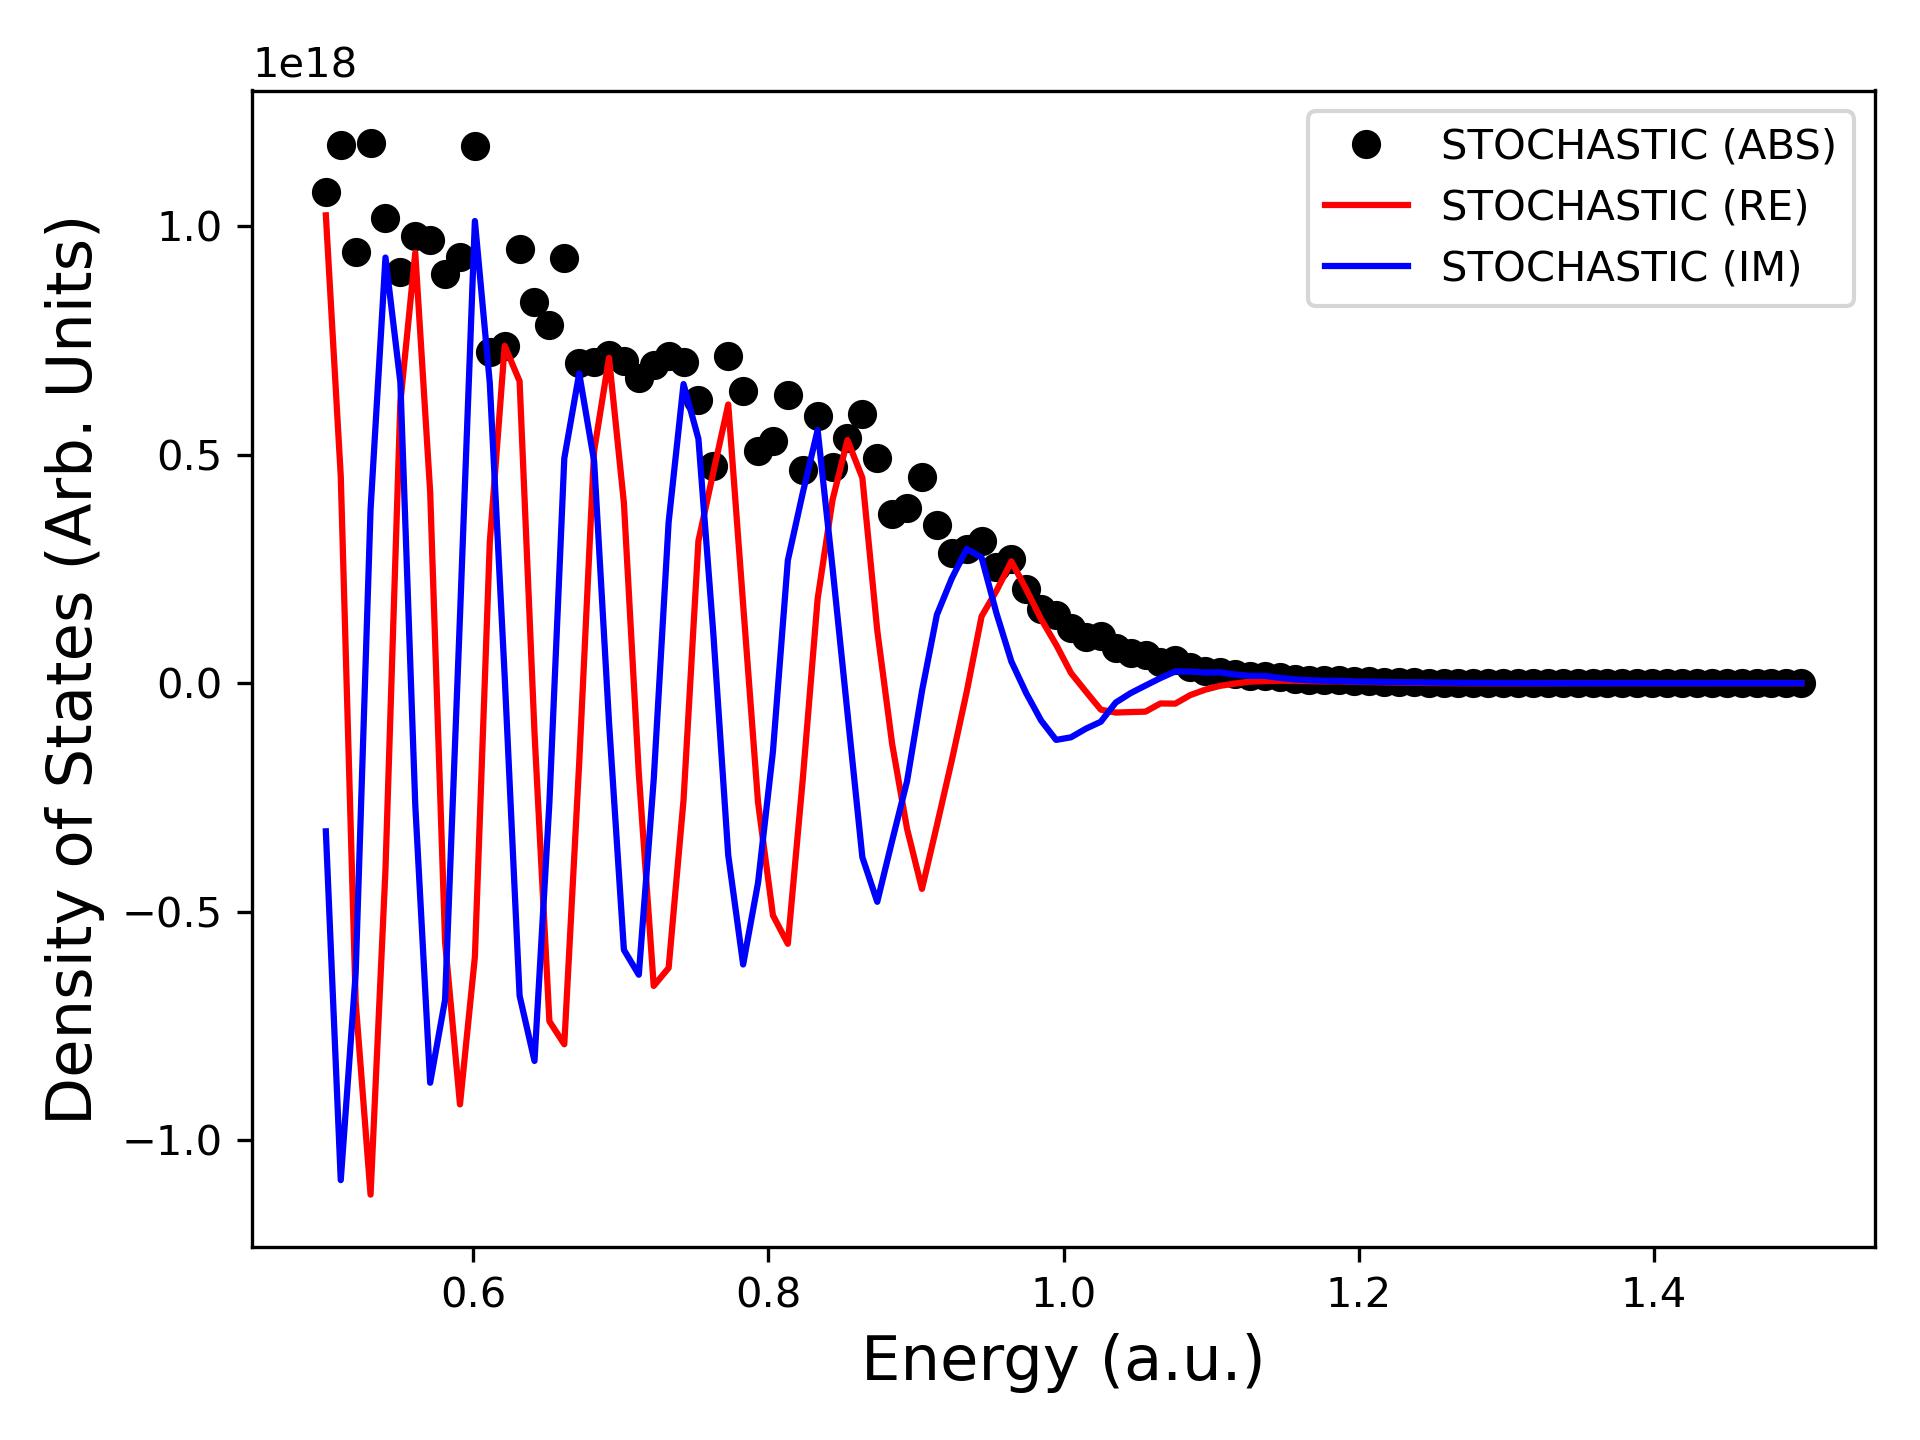 1e18
STOCHASTIC (ABS)
STOCHASTIC (RE)
STOCHASTIC (IM)
Density of States (Arb. Units)
1.0
0.5
0.0
−0.5
−1.0
0.6 0.8 1.0 1.2 1.4
Energy (a.u.)